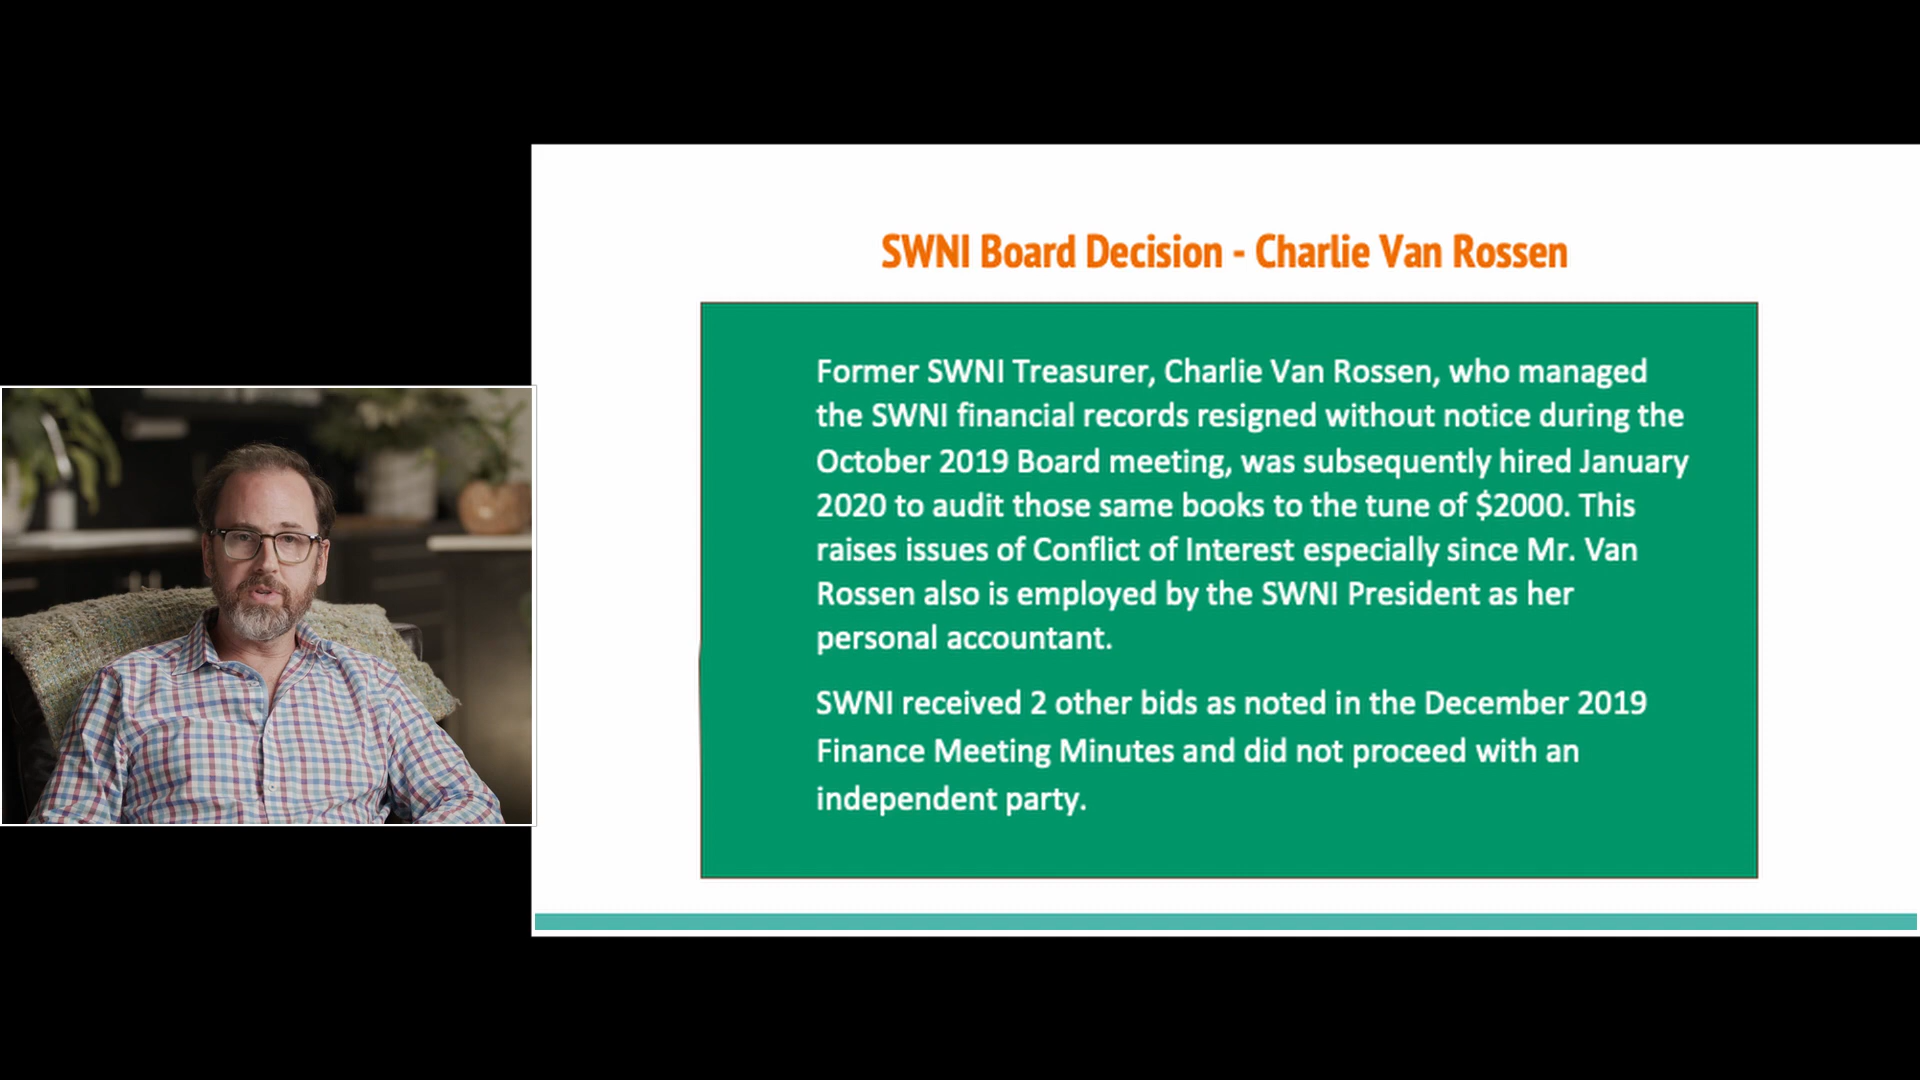 SWNI Board Decision - Charlie Van Rossen
Former SWNI Treasurer, Charlie Van Rossen, who managed
the SWNI financial records resigned without notice during the
October 2019 Board meeting, was subsequently hired January
2020 to audit those same books to the tune of $2000. This
raises issues of Conflict of Interest especially since Mr. Van
Rossen also is employed by the SWNI President as her
personal accountant.
SWNI received 2 other bids as noted in the December 2019
Finance Meeting Minutes and did not proceed with an
independent party.